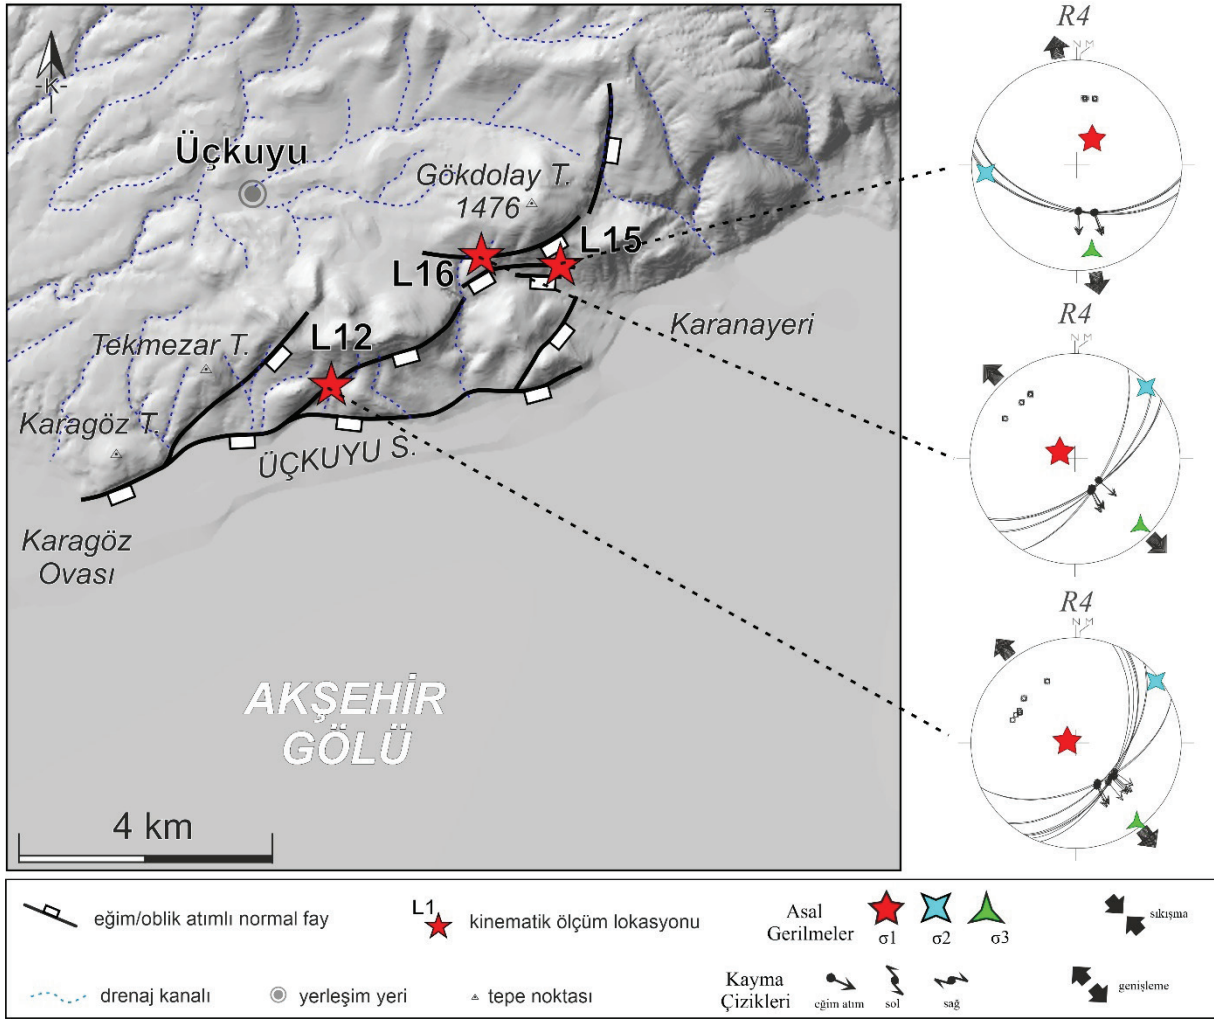 -K-
Üçkuyu
Gökdolay T.
1476
L15
L16
Karanayeri
Tekmezar T.
L12
Karagöz T.
ÜÇKUYU S.
Karagöz
Ovası
AKŞEHİR
GÖLÜ
4 km
R4
N M
R4
N M
R4
N M
eğim/oblik atımlı normal fay
L1
kinematik ölçüm lokasyonu
Asal
Gerilmeler
σ1
σ2
σ3
sıkışma
drenaj kanalı
yerleşim yeri
tepe noktası
Kayma
Çizikleri
eğim atım
sol
sağ
genişleme